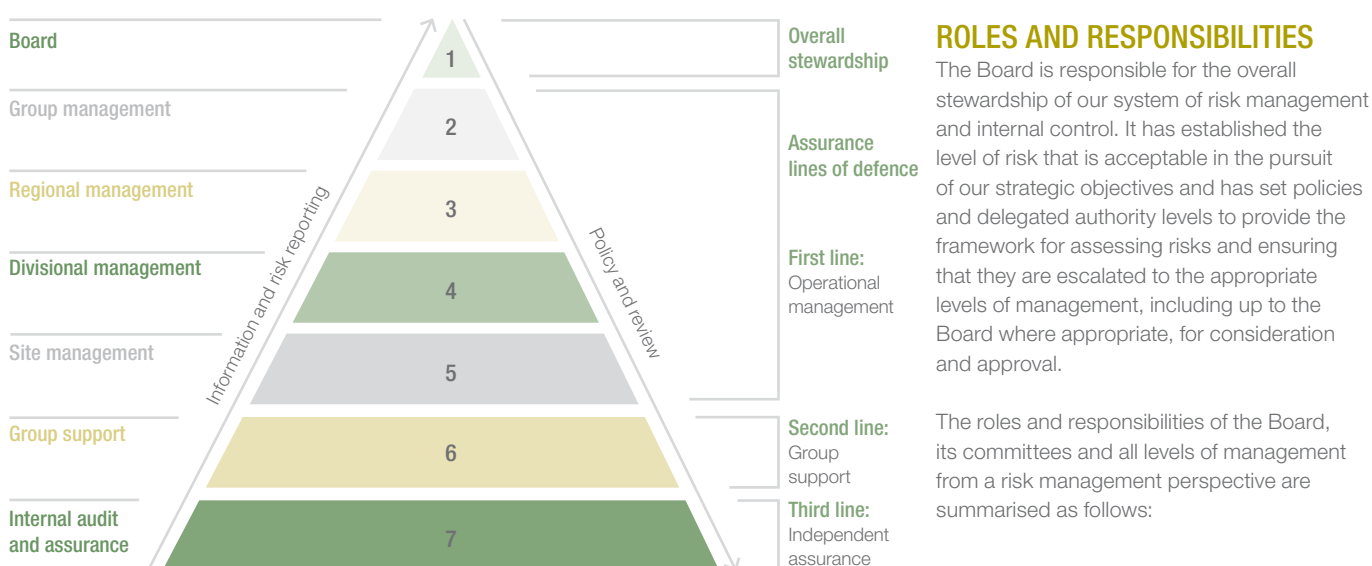 Board
Group management
Regional management
Divisional management
Site management
Group support
Internal audit
and assurance
Information and risk reporting
1
2
3
4
5
6
7
Policy and review
Overall
stewardship
Assurance
lines of defence
First line:
Operational
management
Second line:
Group
support
Third line:
Independent
assurance
ROLES AND RESPONSIBILITIES
The Board is responsible for the overall
stewardship of our system of risk management
and internal control. It has established the
level of risk that is acceptable in the pursuit
of our strategic objectives and has set policies
and delegated authority levels to provide the
framework for assessing risks and ensuring
that they are escalated to the appropriate
levels of management, including up to the
Board where appropriate, for consideration
and approval.
The roles and responsibilities of the Board,
its committees and all levels of management
from a risk management perspective are
summarised as follows: